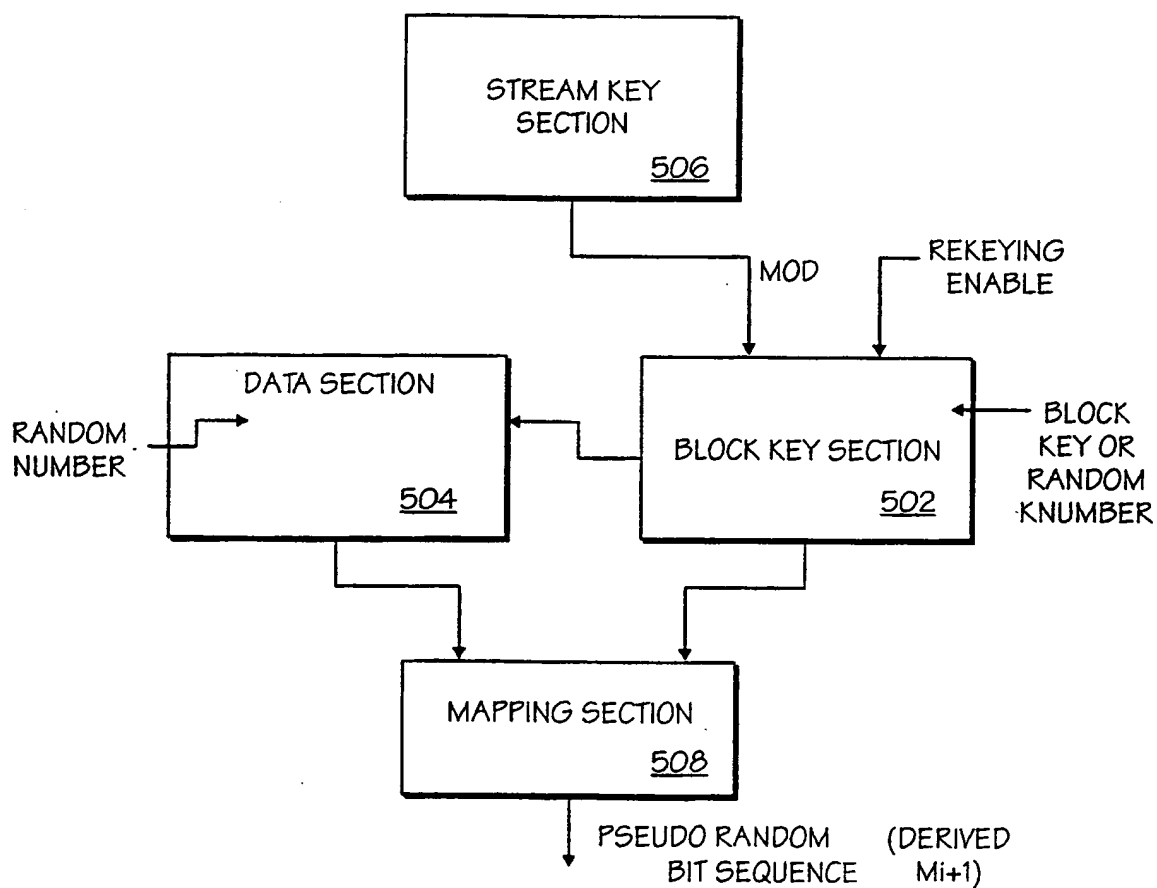 STREAM KEY
SECTION
506
MOD
REKEYING
ENABLE
DATA SECTION
504
RANDOM
NUMBER
BLOCK KEY SECTION
502
BLOCK
KEY OR
RANDOM
KNUMBER
MAPPING SECTION
508
PSEUDO RANDOM (DERIVED
BIT SEQUENCE Mi+1)